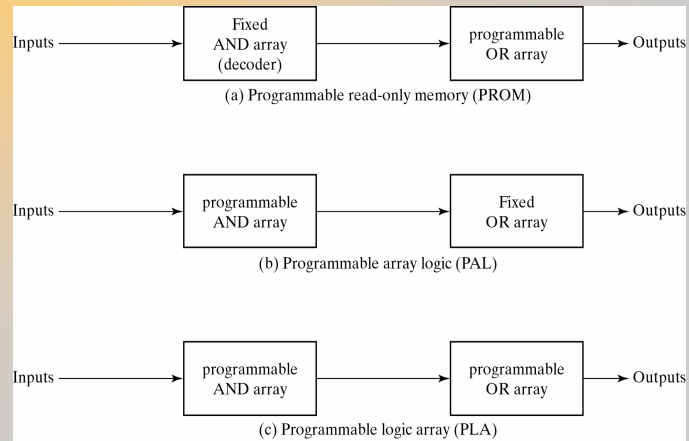 Inputs
Fixed
AND array
(decoder)
programmable
OR array
Outputs
(a) Programmable read-only memory (PROM)
Inputs
programmable
AND array
Fixed
OR array
Outputs
(b) Programmable array logic (PAL)
Inputs
programmable
AND array
programmable
OR array
Outputs
(c) Programmable logic array (PLA)